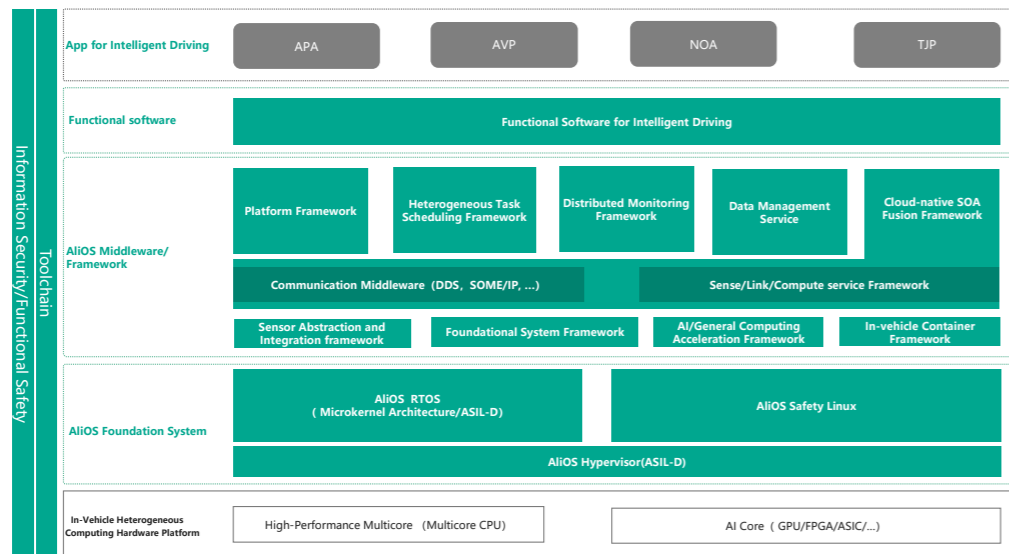 Information Security/Functional Safety
Toolchain
App for Intelligent Driving
APA
AVP
NOA
TJP
Functional software
Functional Software for Intelligent Driving
AliOS Middleware/
Framework
Platform Framework
Heterogeneous Task
Scheduling Framework
Distributed Monitoring
Framework
Data Management
Service
Cloud-native SOA
Fusion Framework
Communication Middleware (DDS, SOME/IP, ...)
Sense/Link/Compute service Framework
Sensor Abstraction and
Integration framework
Foundational System Framework
AI/General Computing
Acceleration Framework
In-vehicle Container
Framework
AliOS Foundation System
AliOS RTOS
( Microkernel Architecture/ASIL-D)
AliOS Safety Linux
AliOS Hypervisor(ASIL-D)
In-Vehicle Heterogeneous
Computing Hardware Platform
High-Performance Multicore (Multicore CPU)
AI Core ( GPU/FPGA/ASIC/...)